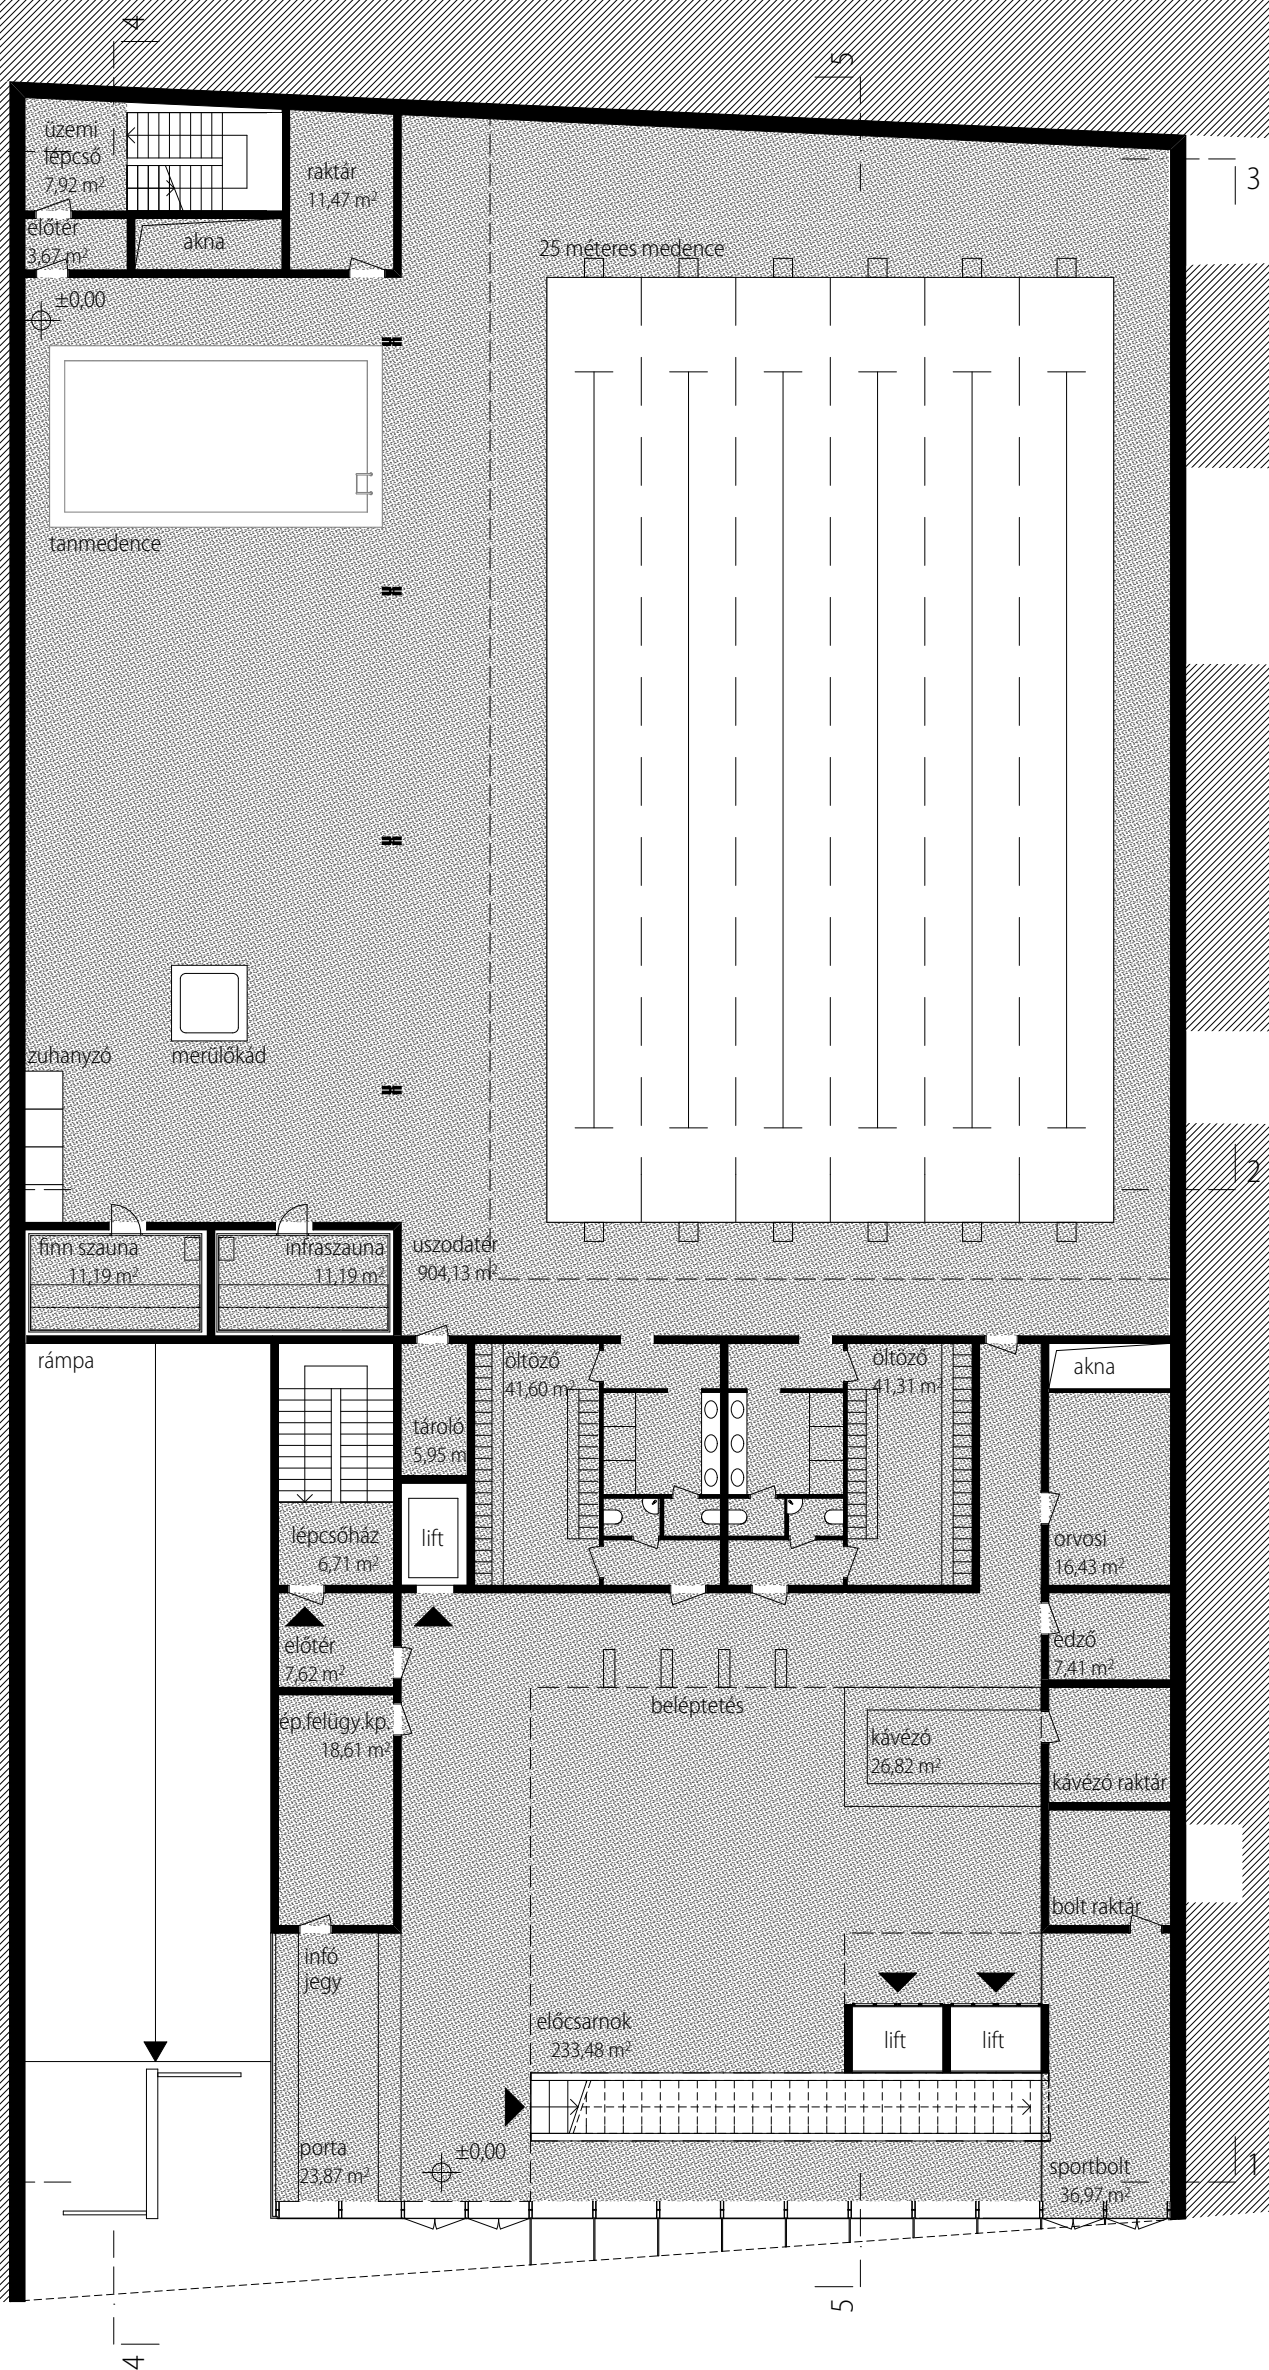 4
5
üzemi
lépcső
7,92 m²
raktár
11,47 m²
3
előtér
3,67 m²
akna
25 méteres medence
±0,00
tanmedence
zuhanyzó
merülőkád
2
finn szauna
11,19 m²
infraszauna
11,19 m²
uszodatér
904,13 m²
rámpa
öltöző
41,60 m²
öltöző
41,31 m²
akna
tároló
5,95 m
lépcsőház
6,71 m²
lift
orvosi
16,43 m²
előtér
7,62 m²
edző
7,41 m²
beléptetés
ép.felügy.kp.
18,61 m²
kávézó
26,82 m²
kávézó raktár
bolt raktár
infó
jegy
előcsarnok
233,48 m²
lift
lift
porta
23,87 m²
±0,00
sportbolt
36,97 m²
1
5
4